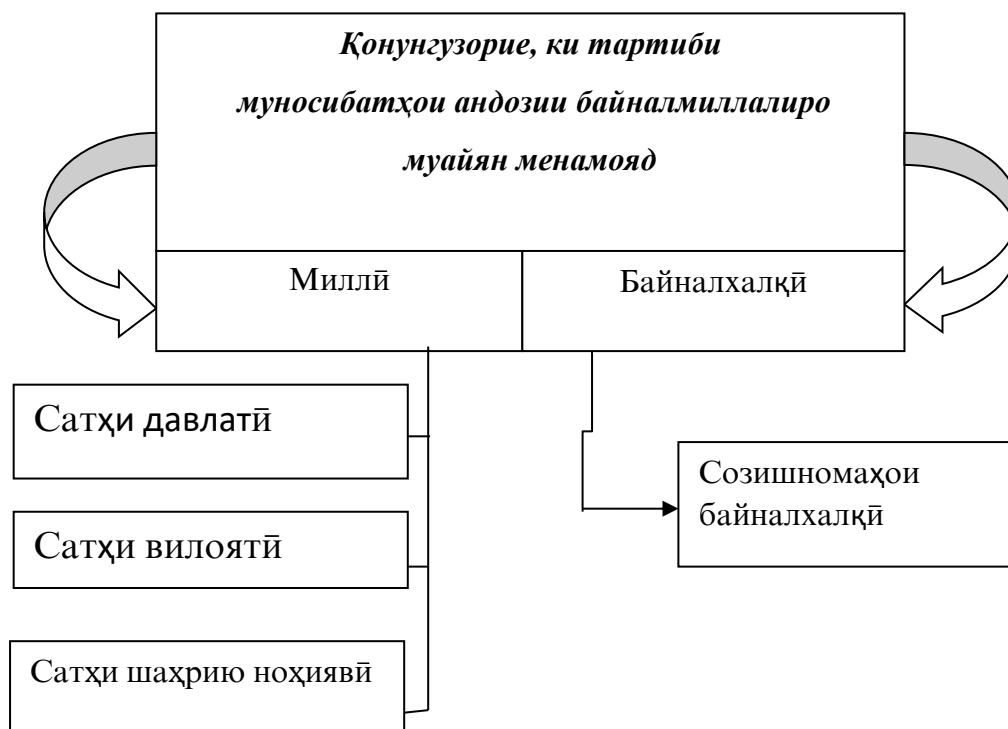 Қонунгузорие, ки тартиби
муносибатҳои андозии байналмиллалиро
муайян менамояд
Миллӣ
Байналхалқӣ
Сатҳи давлатӣ
Сатҳи вилоятӣ
Сатҳи шаҳрию ноҳиявӣ
Созишномаҳои
байналхалқӣ